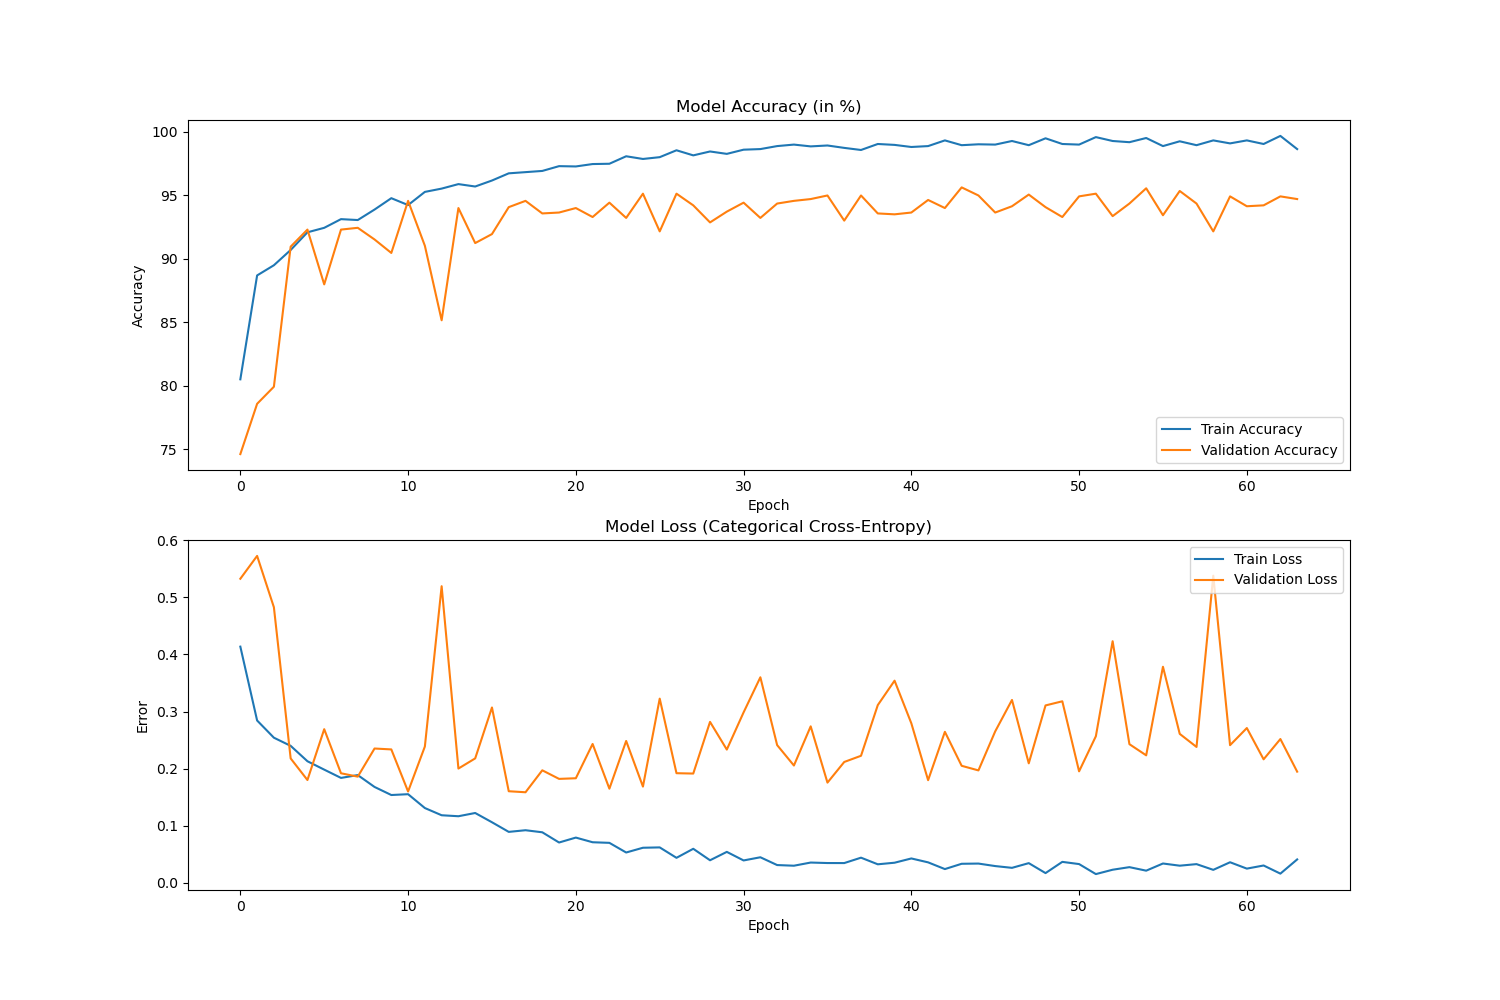 Model Accuracy (in %)
100
95
90
85
80
75
Accuracy
Train Accuracy
Validation Accuracy
0 10 20 30 40 50 60
Epoch
Model Loss (Categorical Cross-Entropy)
0.6
0.5
0.4
0.3
0.2
0.1
0.0
Error
Train Loss
Validation Loss
0 10 20 30 40 50 60
Epoch